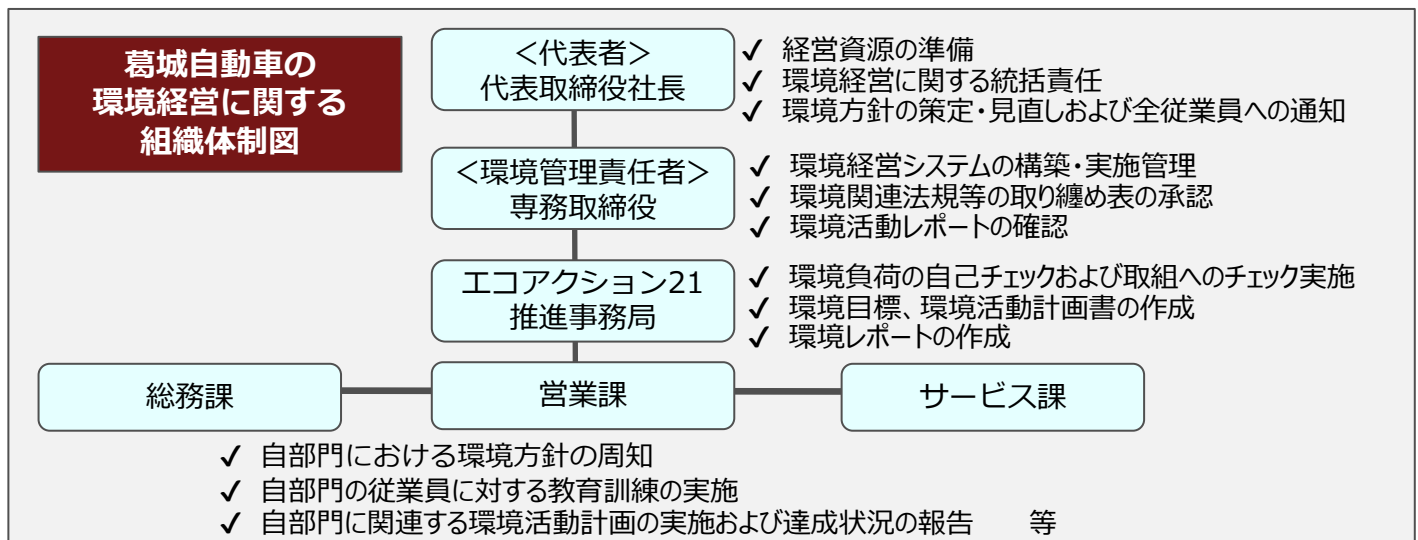 葛城自動車の
環境経営に関する
組織体制図
＜代表者＞
代表取締役社長
✓ 経営資源の準備
✓ 環境経営に関する統括責任
✓ 環境方針の策定・見直しおよび全従業員への通知
＜環境管理責任者＞
専務取締役
✓ 環境経営システムの構築・実施管理
✓ 環境関連法規等の取り纏め表の承認
✓ 環境活動レポートの確認
エコアクション21
推進事務局
✓ 環境負荷の自己チェックおよび取組へのチェック実施
✓ 環境目標、環境活動計画書の作成
✓ 環境レポートの作成
総務課
営業課
サービス課
✓ 自部門における環境方針の周知
✓ 自部門の従業員に対する教育訓練の実施
✓ 自部門に関連する環境活動計画の実施および達成状況の報告　等